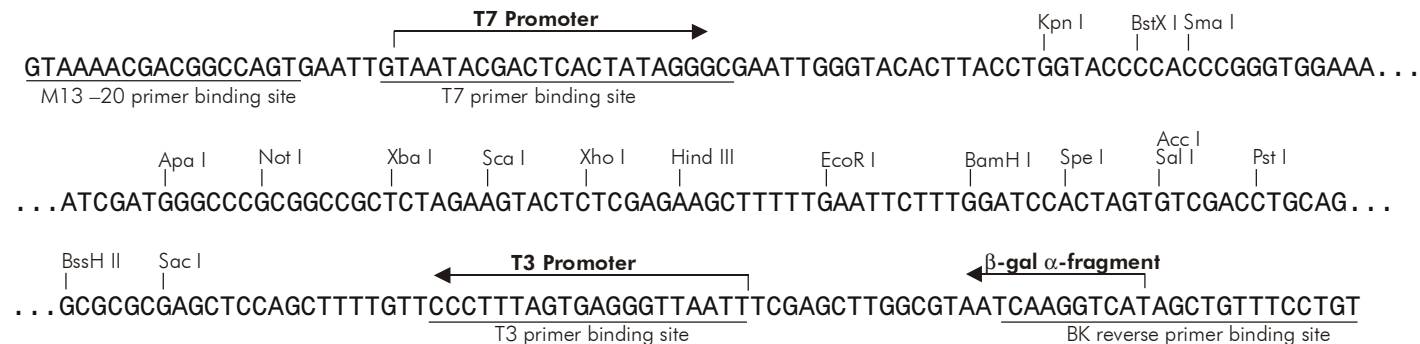 T7 Promoter
Kpn I BstX I Sma I
GTAAAACGACGGCCAGTGAATTGTAATACGACTCACTATAGGGCGAATTGGGTACACTTACCTGGTACCCCACCCGGGTGGAAA...
M13 –20 primer binding site T7 primer binding site
Acc I
Apa I Not I Xba I Sca I Xho I Hind III EcoR I BamH I Spe I Sal I Pst I
...ATCGATGGGCCCGCGGCCGCTCTAGAAGTACTCTCGAGAAGCTTTTTGAATTCTTTGGATCCACTAGTGTCGACCTGCAG...
BssH II Sac I T3 Promoter β-gal α-fragment
...GCGCGCGAGCTCCAGCTTTTGTTCCCTTTAGTGAGGGTTAATTTCGAGCTTGGCGTAATCAAGGTCATAGCTGTTTCCTGT
T3 primer binding site BK reverse primer binding site